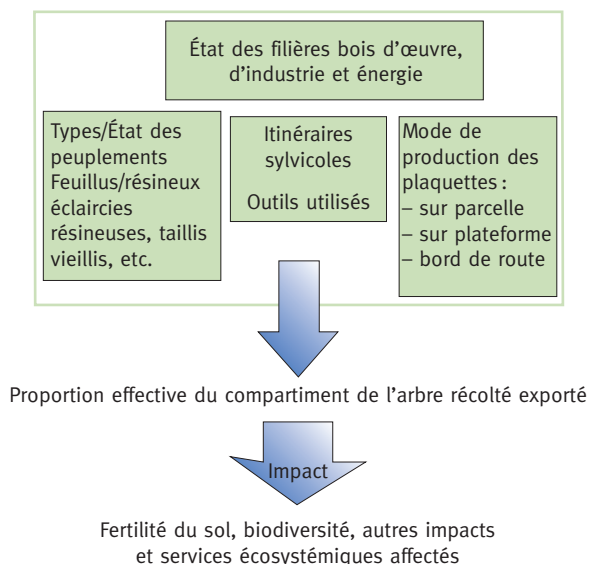 État des filières bois d’œuvre,
d’industrie et énergie
Types/État des
peuplements
Feuillus/résineux
éclaircies
résineuses, taillis
vieillis, etc.
Itinéraires
sylvicoles
Outils utilisés
Mode de
production des
plaquettes :
– sur parcelle
– sur plateforme
– bord de route
Proportion effective du compartiment de l’arbre récolté exporté
Impact
Fertilité du sol, biodiversité, autres impacts
et services écosystémiques affectés